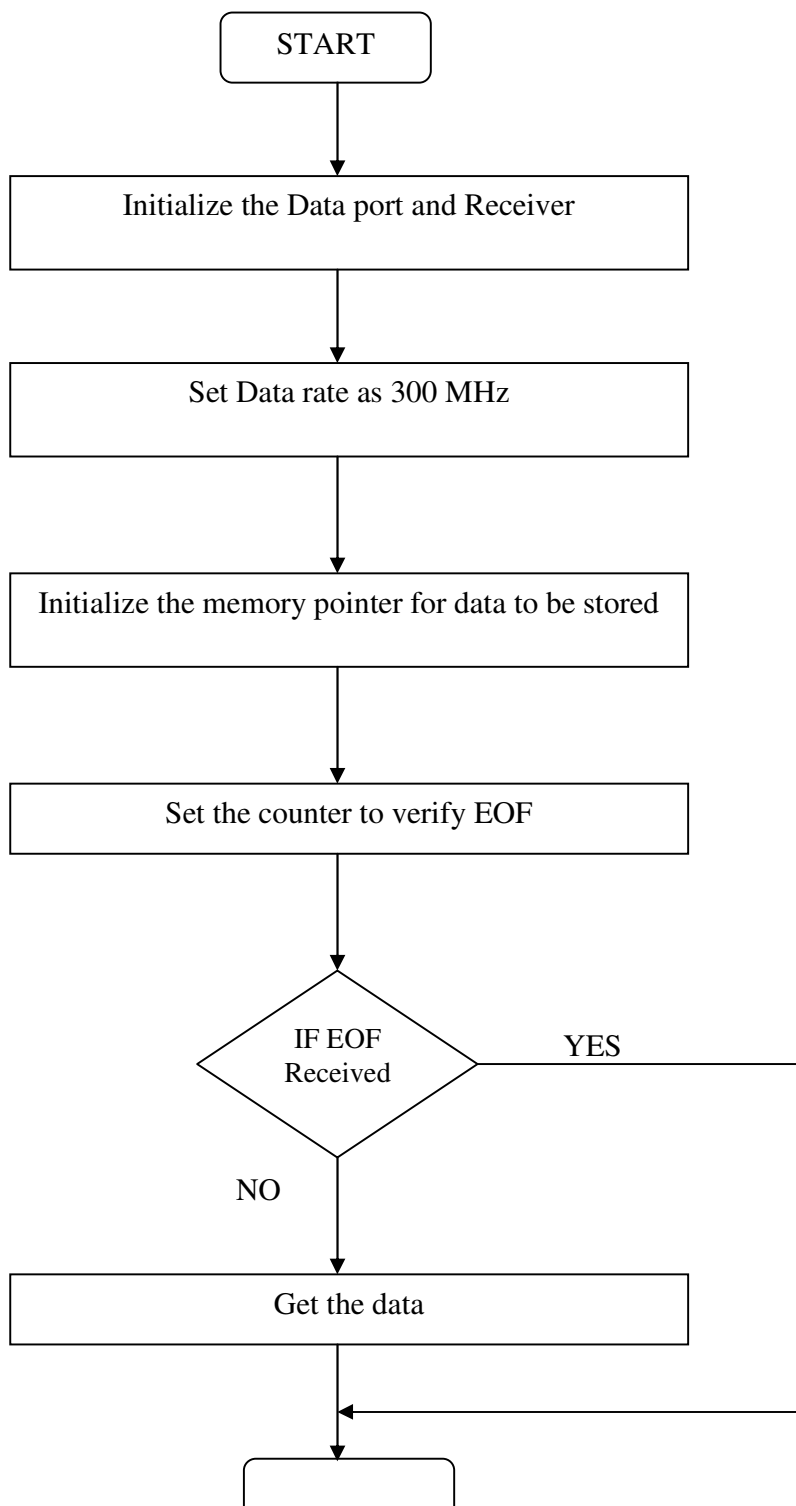 START
Initialize the Data port and Receiver
Set Data rate as 300 MHz
Initialize the memory pointer for data to be stored
Set the counter to verify EOF
IF EOF
Received
YES
NO
Get the data